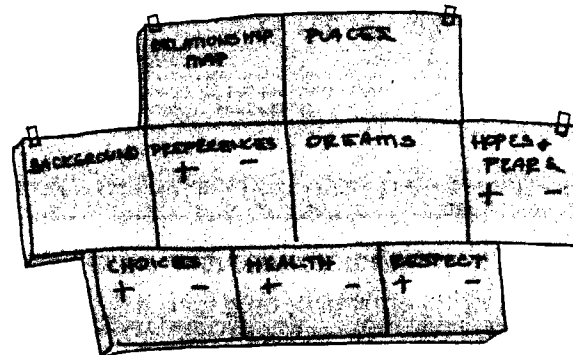 RELATIONSHIP
MAP
PLACES
BACKGROUND
PREFERENCES
+ -
DREAMS
HOPES +
FEARS
+ -
CHOICES
+ -
HEALTH
+ -
RESPECT
+ -